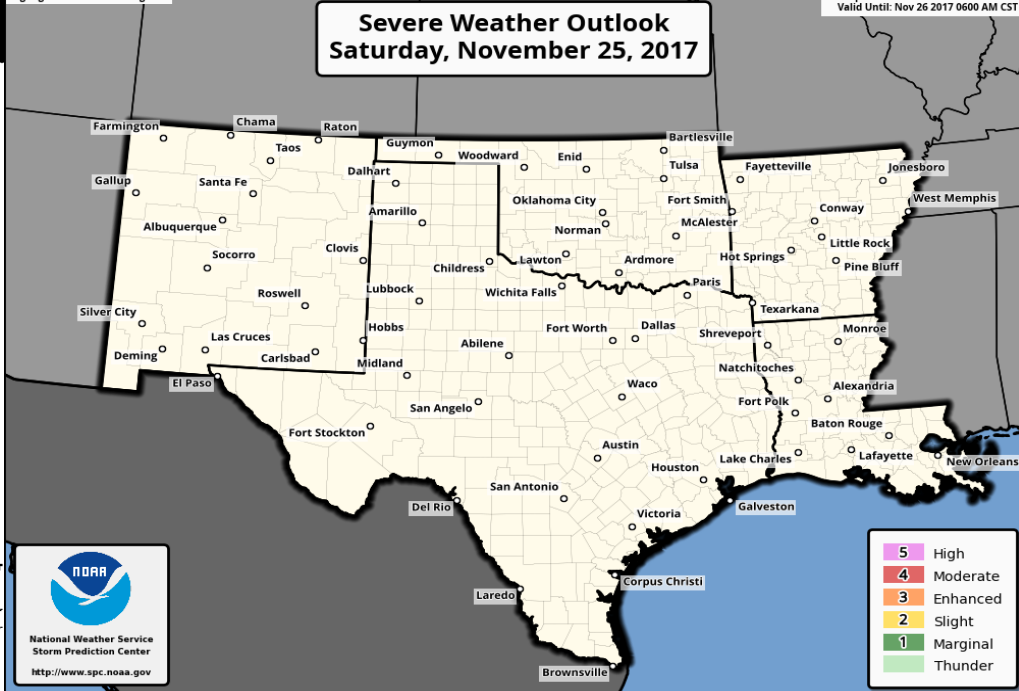 Valid Until: Nov 26 2017 0600 AM CST
Severe Weather Outlook
Saturday, November 25, 2017
Farmington
Chama
Raton
Taos
Guymon
Woodward
Enid
Bartlesville
Tulsa
Fayetteville
Jonesboro
Gallup
Santa Fe
Dalhart
Oklahoma City
Fort Smith
West Memphis
Albuquerque
Amarillo
Norman
McAlester
Conway
Socorro
Clovis
Childress
Lawton
Ardmore
Hot Springs
Little Rock
Pine Bluff
Roswell
Lubbock
Wichita Falls
Paris
Texarkana
Silver City
Las Cruces
Hobbs
Fort Worth
Dallas
Shreveport
Monroe
Deming
Carlsbad
Midland
Abilene
Natchitoches
El Paso
Waco
Alexandria
San Angelo
Fort Polk
Fort Stockton
Baton Rouge
Austin
Houston
Lake Charles
Lafayette
New Orleans
San Antonio
Del Rio
Victoria
Galveston
Laredo
Corpus Christi
Brownsville
NOAA
National Weather Service
Storm Prediction Center
http://www.spc.noaa.gov
5 High
4 Moderate
3 Enhanced
2 Slight
1 Marginal
Thunder